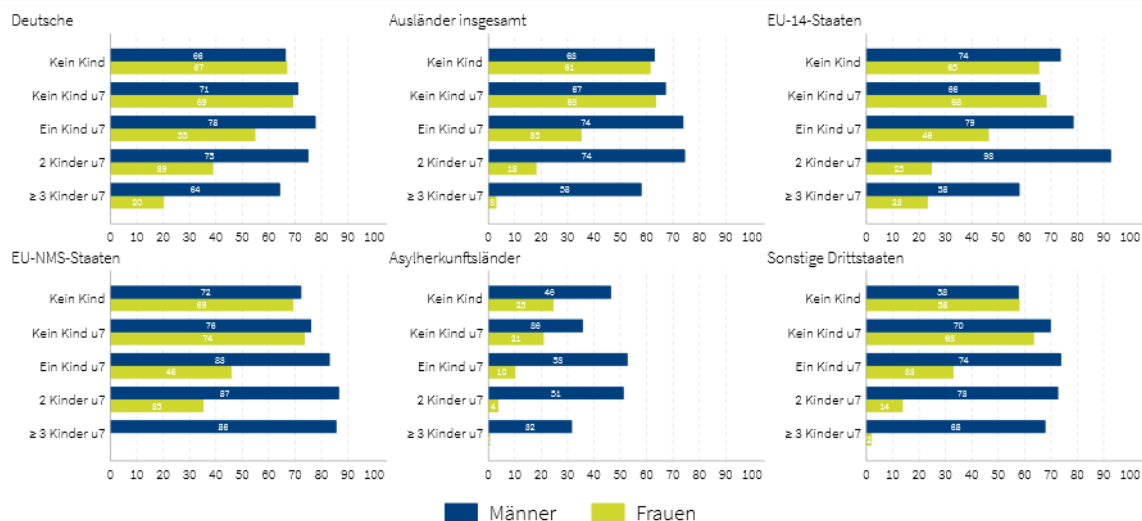 Deutsche
Kein Kind
66
67
Kein Kind u7
71
69
Ein Kind u7
78
55
2 Kinder u7
75
39
≥ 3 Kinder u7
64
20
0 10 20 30 40 50 60 70 80 90 100
Ausländer insgesamt
Kein Kind
63
61
Kein Kind u7
67
63
Ein Kind u7
74
35
2 Kinder u7
74
18
≥ 3 Kinder u7
58
3
0 10 20 30 40 50 60 70 80 90 100
EU-14-Staaten
Kein Kind
74
65
Kein Kind u7
66
68
Ein Kind u7
79
46
2 Kinder u7
93
25
≥ 3 Kinder u7
58
23
0 10 20 30 40 50 60 70 80 90 100
EU-NMS-Staaten
Kein Kind
72
69
Kein Kind u7
76
74
Ein Kind u7
83
46
2 Kinder u7
87
35
≥ 3 Kinder u7
86
0 10 20 30 40 50 60 70 80 90 100
Asylherkunftsländer
Kein Kind
46
25
Kein Kind u7
36
21
Ein Kind u7
53
10
2 Kinder u7
51
4
≥ 3 Kinder u7
32
0 10 20 30 40 50 60 70 80 90 100
Sonstige Drittstaaten
Kein Kind
58
58
Kein Kind u7
70
63
Ein Kind u7
74
33
2 Kinder u7
73
14
≥ 3 Kinder u7
68
2
0 10 20 30 40 50 60 70 80 90 100
Männer
Frauen